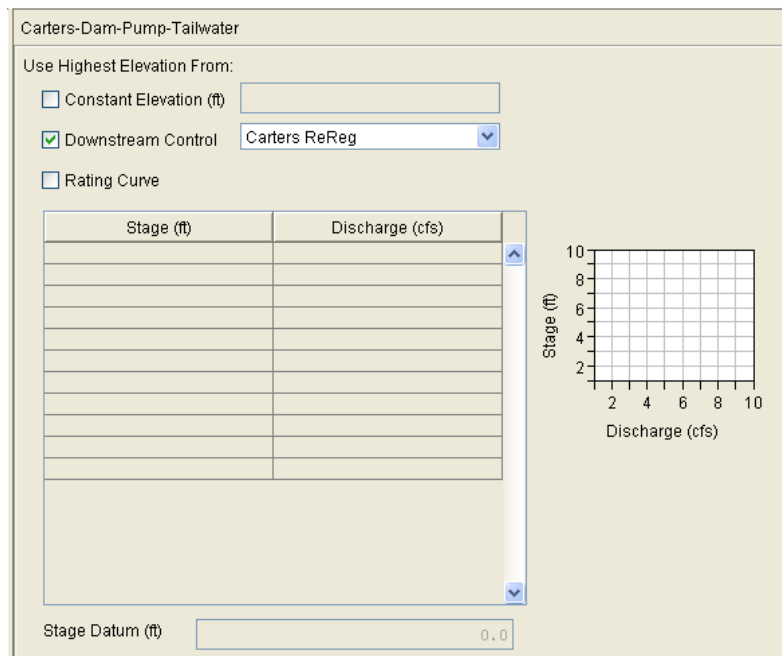 Carters-Dam-Pump-Tailwater
Use Highest Elevation From:
Constant Elevation (ft)
Downstream Control Carters ReReg
Rating Curve
Stage (ft) Discharge (cfs)
10
8
6
4
2
Stage (ft)
2 4 6 8 10
Discharge (cfs)
Stage Datum (ft) 0.0